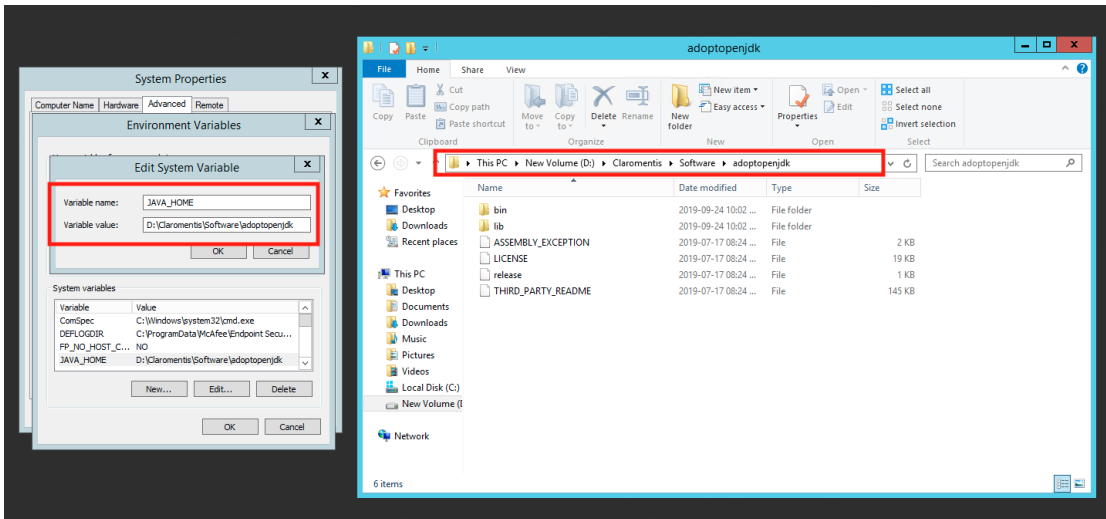 System Properties
x
Computer Name Hardware Advanced Remote
Environment Variables
x
Edit System Variable
x
Variable name: JAVA_HOME
Variable value: D:\Claromentis\Software\adoptopenjdk
OK Cancel
System variables
Variable Value
ComSpec C:\Windows\system32\cmd.exe
DEFLOGDIR C:\ProgramData\McAfee\Endpoint Secu...
FP_NO_HOST_C... NO
JAVA_HOME D:\Claromentis\Software\adoptopenjdk
New... Edit... Delete
OK Cancel
adoptopenjdk
x
File Home Share View
Copy Paste Cut
Copy path
Paste shortcut
Move to Copy to Delete Rename
New folder
New item
Easy access
Properties
Open
Edit
Select all
Select none
Invert selection
Clipboard Organize New Open Select
This PC New Volume (D:) Claromentis Software adoptopenjdk
Search adoptopenjdk
Name Date modified Type Size
bin 2019-09-24 10:02 ... File folder
lib 2019-09-24 10:02 ... File folder
ASSEMBLY_EXCEPTION 2019-07-17 08:24 ... File 2 KB
LICENSE 2019-07-17 08:24 ... File 19 KB
release 2019-07-17 08:24 ... File 1 KB
THIRD_PARTY_README 2019-07-17 08:24 ... File 145 KB
Favorites
Desktop
Downloads
Recent places
This PC
Desktop
Documents
Downloads
Music
Pictures
Videos
Local Disk (C:)
New Volume (
Network
6 items